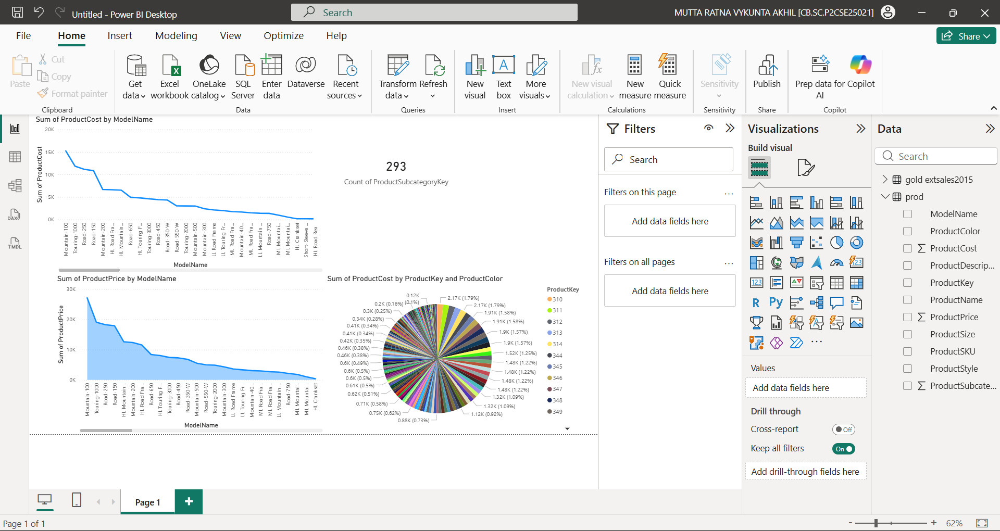 Untitled - Power BI Desktop
Search
MUTTA RATNA VYKUNTA AKHIL [CB.SC.P2CSE25021]
File
Home
Insert
Modeling
View
Optimize
Help
Share
Paste
Cut
Copy
Format painter
Clipboard
Get data
Excel workbook
OneLake catalog
SQL Server
Enter data
Dataverse
Recent sources
Data
Transform data
Refresh
Queries
New visual
Text box
More visuals
Insert
New visual calculation
New measure
Quick measure
Calculations
Sensitivity
Sensitivity
Publish
Share
Prep data for AI
Copilot
Copilot
DAX
TMDL
Sum of ProductCost by ModelName
Sum of ProductCost
20K
15K
10K
5K
0K
Mountain-100
Touring-1000
Road-250
Road-150
Mountain-200
HL Road Fra...
HL Mountain...
Road-650
HL Touring F...
Touring-3000
Road-450
Road-350-W
Road-550-W
Touring-2000
Mountain-500
Mountain-300
LL Road Frame
LL Touring Fr...
ML Road Fra...
Mountain-40...
ML Road Fra...
LL Mountain ...
Road-750
ML Mountai...
ML Mountai...
HL Crankset
Short-Sleeve ...
HL Road Rea
ModelName
293
Count of ProductSubcategoryKey
Sum of ProductPrice by ModelName
Sum of ProductPrice
30K
20K
10K
0K
Mountain-100
Touring-1000
Road-250
Road-150
HL Mountain...
Mountain-200
HL Road Fra...
Road-650
HL Touring F...
Touring-3000
Road-450
Road-350-W
Mountain-500
Road-550-W
Touring-2000
Mountain-300
LL Road Frame
LL Touring Fr...
Mountain-40...
ML Road Fra...
ML Road Fra...
LL Mountain ...
Road-750
ML Mountai...
ML Mountai...
HL Crankset
ModelName
Sum of ProductCost by ProductKey and ProductColor
0.12K
(0.1%)
0.2K (0.16%)
0.3K (0.25%)
0.34K (0.28%)
0.41K (0.34%)
0.41K (0.34%)
0.42K (0.35%)
0.46K (0.38%)
0.46K (0.38%)
0.6K (0.49%)
0.6K (0.5%)
0.6K (0.5%)
0.61K (0.5%)
0.62K (0.51%)
0.71K (0.58%)
0.75K (0.62%)
0.88K (0.73%)
2.17K (1.79%)
2.17K (1.79%)
1.91K (1.58%)
1.91K (1.58%)
1.9K (1.57%)
1.9K (1.57%)
1.52K (1.25%)
1.48K (1.22%)
1.48K (1.22%)
1.48K (1.22%)
1.48K (1.22%)
1.32K (1.09%)
1.32K (1.09%)
1.12K (0.92%)
ProductKey
310
311
312
313
314
344
345
346
347
348
349
Filters
Search
Filters on this page
...
Add data fields here
Filters on all pages
...
Add data fields here
Visualizations
Build visual
123
123
R
Py
...
Values
Add data fields here
Drill through
Cross-report
Off
Keep all filters
On
Add drill-through fields here
Data
Search
gold extsales2015
prod
ModelName
ProductColor
ProductCost
ProductDescrip...
ProductKey
ProductName
ProductPrice
ProductSize
ProductSKU
ProductStyle
ProductSubcate...
Page 1
+
Page 1 of 1
-
+
62%